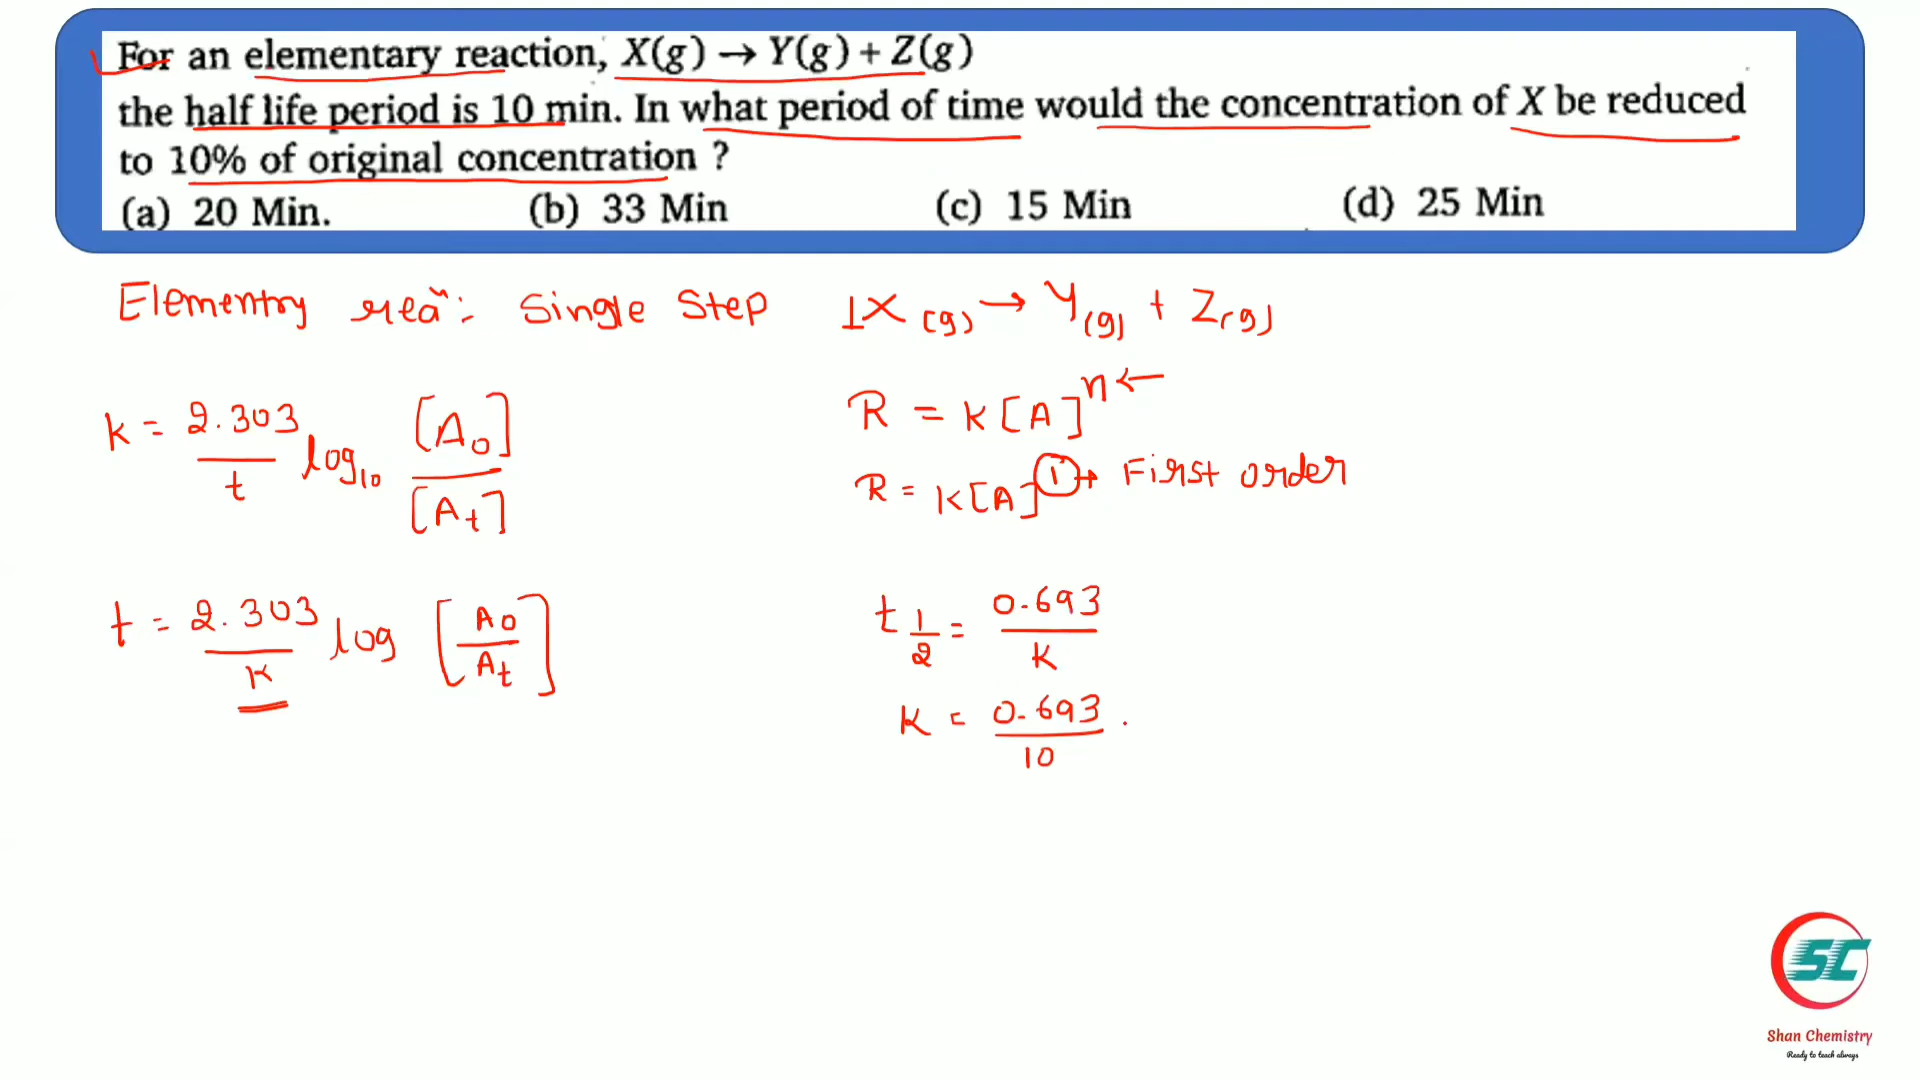 For an elementary reaction, X(g) → Y(g) + Z(g)
the half life period is 10 min. In what period of time would the concentration of X be reduced
to 10% of original concentration ?
(a) 20 Min. (b) 33 Min (c) 15 Min (d) 25 Min
Elementry reaⁿ: Single Step 1X(g) → Y(g) + Z(g)
k = 2.303/t log10 [A0]/[At]
R = K[A]^n ←
R = K[A]^1 → First order
t = 2.303/K log [A0/At]
t1/2 = 0.693/K
K = 0.693/10 .
SC
Shan Chemistry
Ready to teach always